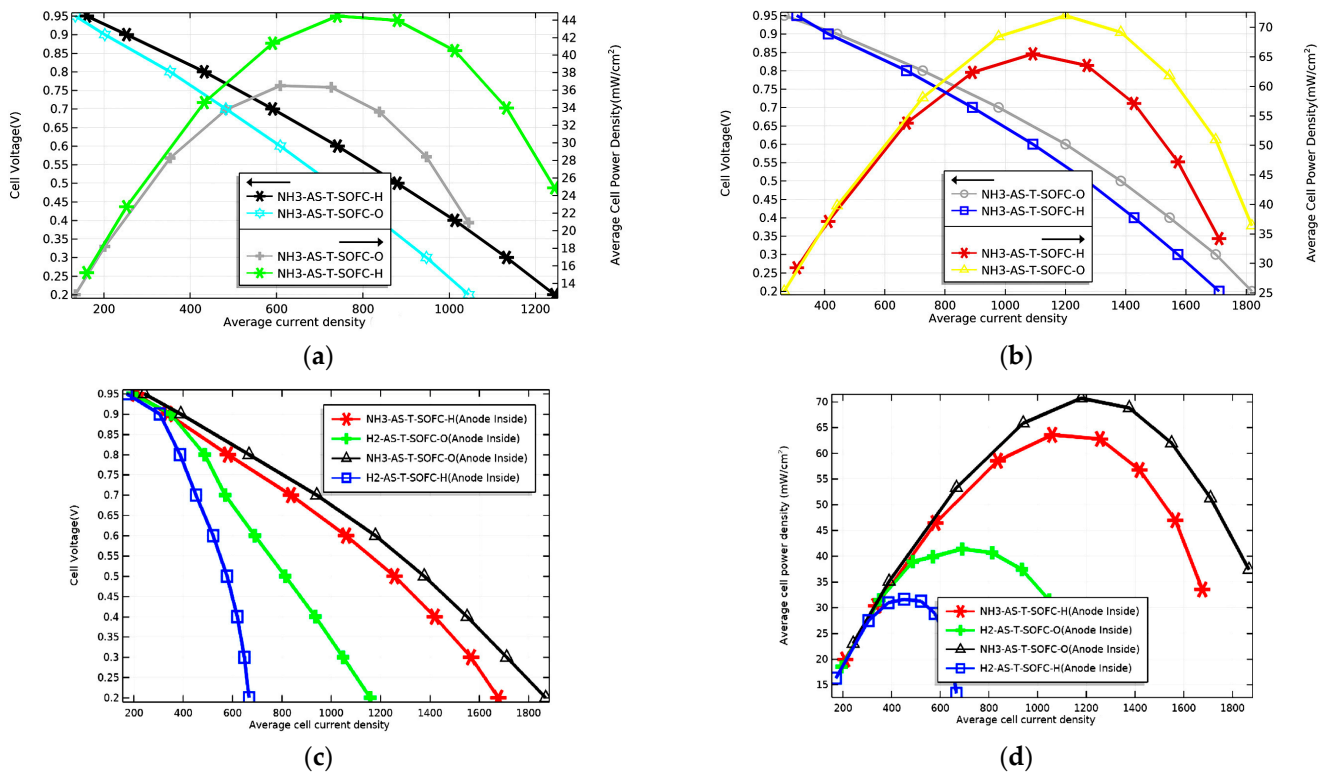 0.95
0.9
0.85
0.8
0.75
0.7
0.65
0.6
0.55
0.5
0.45
0.4
0.35
0.3
0.25
0.2
Cell Voltage(V)
44
42
40
38
36
34
32
30
28
26
24
22
20
18
16
14
Average Cell Power Density(mW/cm²)
NH3-AS-T-SOFC-H
NH3-AS-T-SOFC-O
NH3-AS-T-SOFC-O
NH3-AS-T-SOFC-H
200 400 600 800 1000 1200
Average current density
(a)
0.95
0.9
0.85
0.8
0.75
0.7
0.65
0.6
0.55
0.5
0.45
0.4
0.35
0.3
0.25
0.2
Cell Voltage(V)
70
65
60
55
50
45
40
35
30
25
Average Cell Power Density(mW/cm²)
NH3-AS-T-SOFC-O
NH3-AS-T-SOFC-H
NH3-AS-T-SOFC-H
NH3-AS-T-SOFC-O
400 600 800 1000 1200 1400 1600 1800
Average current density
(b)
0.95
0.9
0.85
0.8
0.75
0.7
0.65
0.6
0.55
0.5
0.45
0.4
0.35
0.3
0.25
0.2
Cell Voltage(V)
NH3-AS-T-SOFC-H(Anode Inside)
H2-AS-T-SOFC-O(Anode Inside)
NH3-AS-T-SOFC-O(Anode Inside)
H2-AS-T-SOFC-H(Anode Inside)
200 400 600 800 1000 1200 1400 1600 1800
Average cell current density
(c)
70
65
60
55
50
45
40
35
30
25
20
15
Average cell power density (mW/cm²)
NH3-AS-T-SOFC-H(Anode Inside)
H2-AS-T-SOFC-O(Anode Inside)
NH3-AS-T-SOFC-O(Anode Inside)
H2-AS-T-SOFC-H(Anode Inside)
200 400 600 800 1000 1200 1400 1600 1800
Average cell current density
(d)